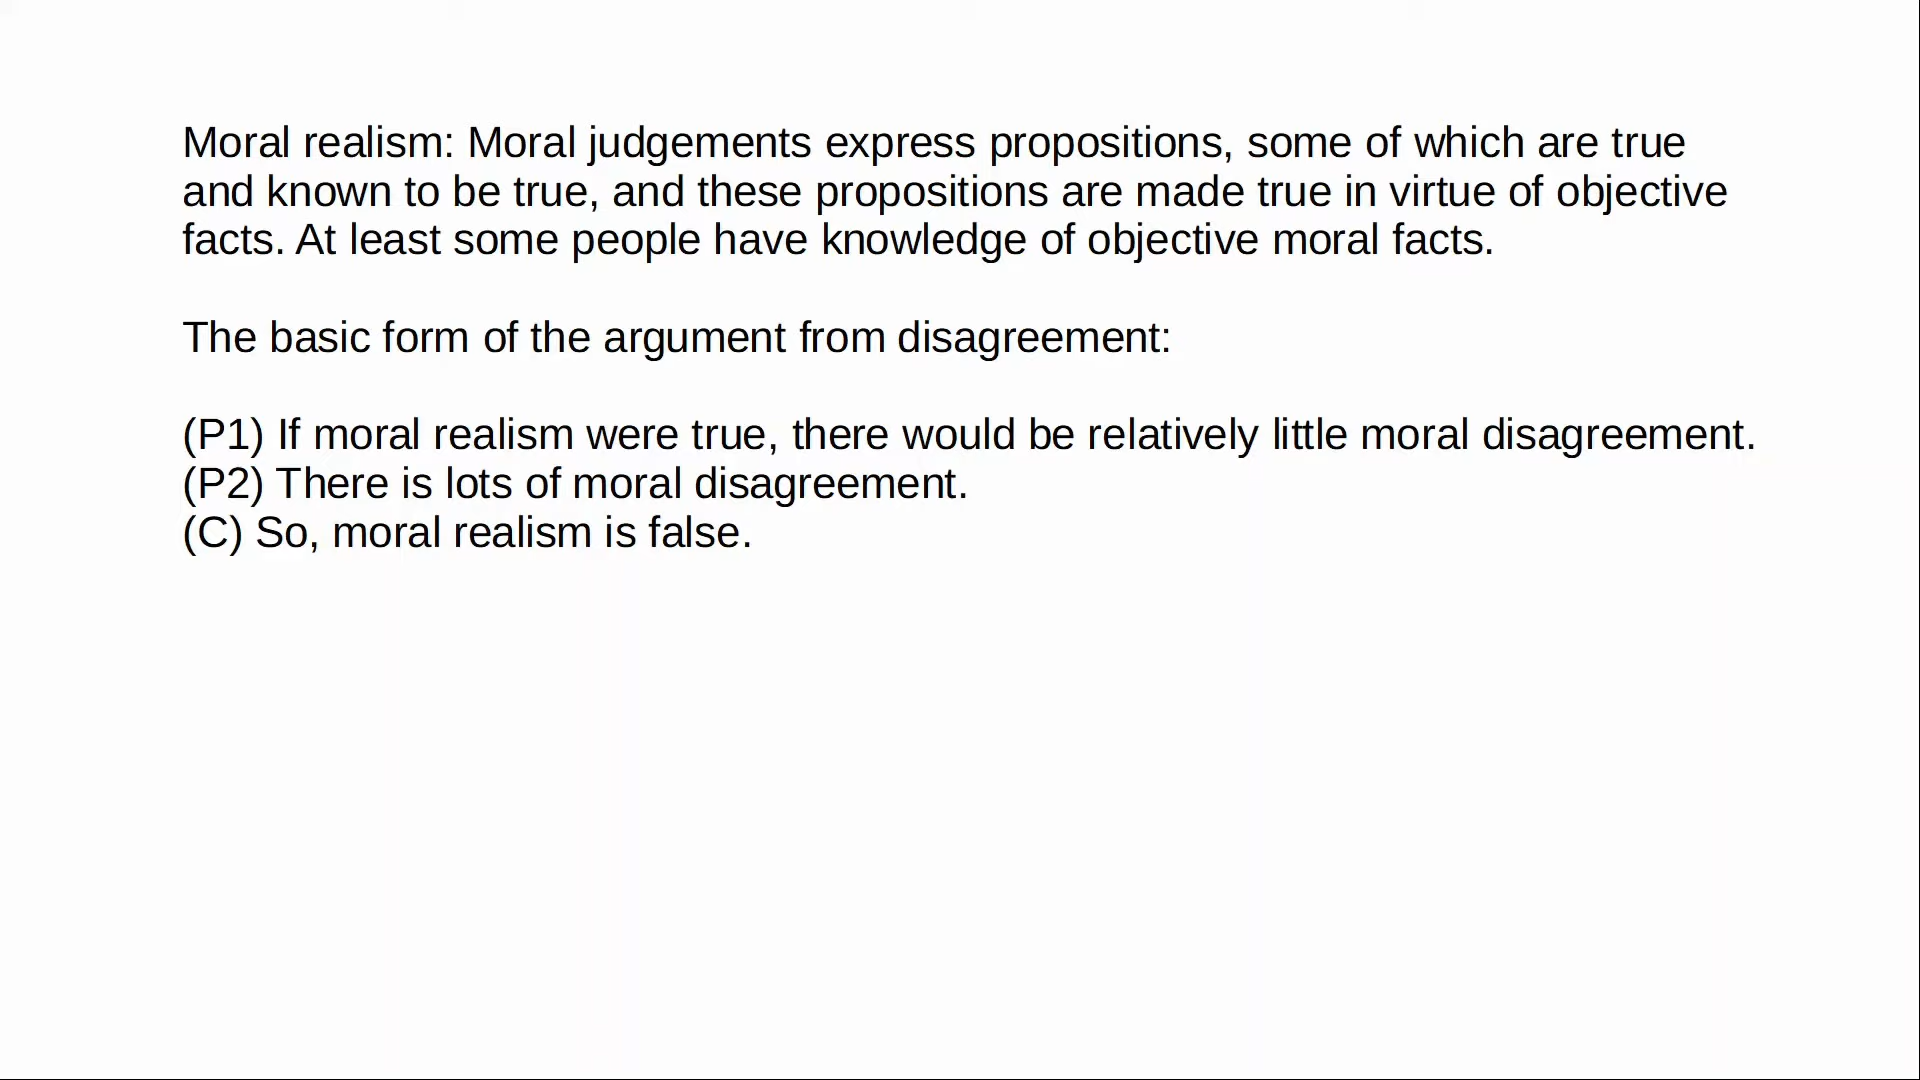 Moral realism: Moral judgements express propositions, some of which are true
and known to be true, and these propositions are made true in virtue of objective
facts. At least some people have knowledge of objective moral facts.
The basic form of the argument from disagreement:
(P1) If moral realism were true, there would be relatively little moral disagreement.
(P2) There is lots of moral disagreement.
(C) So, moral realism is false.